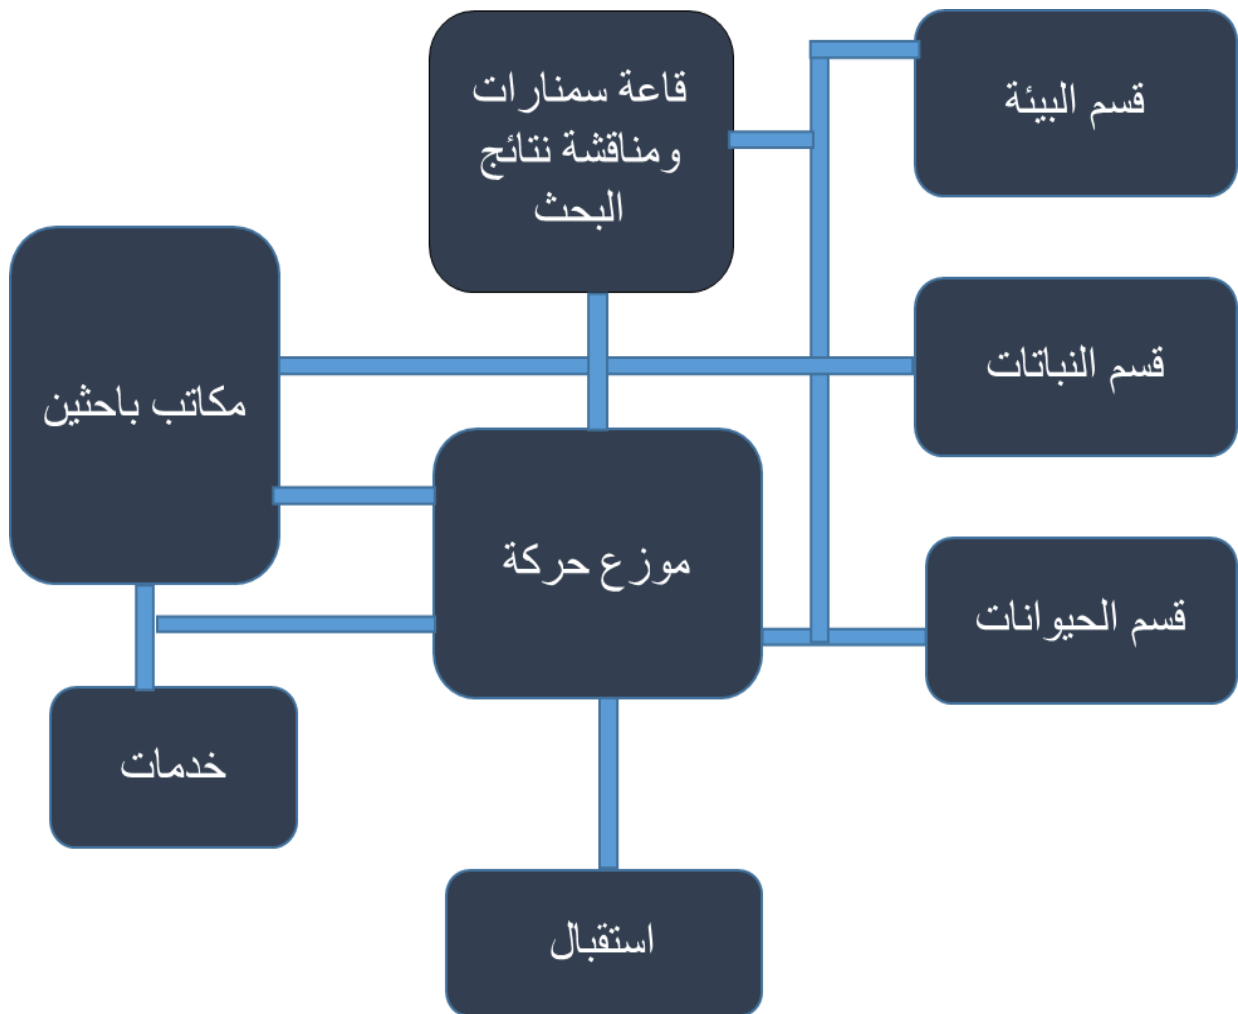 قاعة سمنارات
ومناقشة نتائج
البحث
قسم البيئة
قسم النباتات
مكاتب باحثين
موزع حركة
قسم الحيوانات
خدمات
استقبال